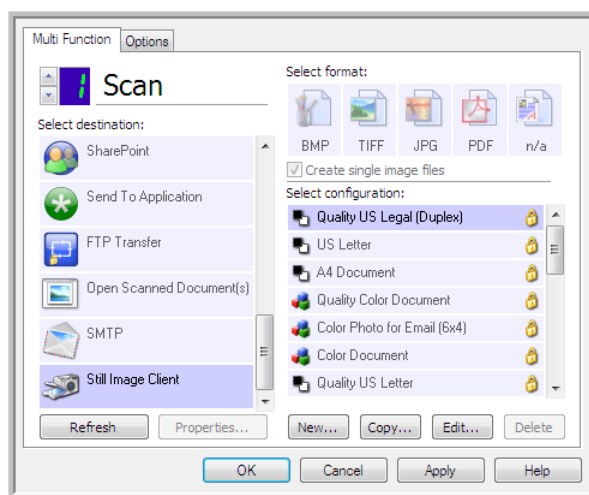 Multi Function
Options
1 Scan
Select destination:
SharePoint
Send To Application
FTP Transfer
Open Scanned Document(s)
SMTP
Still Image Client
Refresh
Properties...
Select format:
BMP TIFF JPG PDF n/a
Create single image files
Select configuration:
Quality US Legal (Duplex)
US Letter
A4 Document
Quality Color Document
Color Photo for Email (6x4)
Color Document
Quality US Letter
New... Copy... Edit... Delete
OK Cancel Apply Help